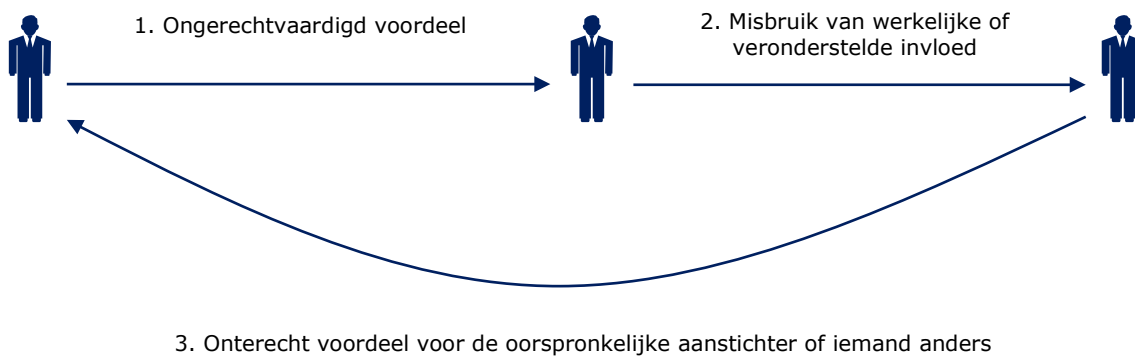 1. Ongerechtvaardigd voordeel
2. Misbruik van werkelijke of
veronderstelde invloed
3. Onterecht voordeel voor de oorspronkelijke aanstichter of iemand anders